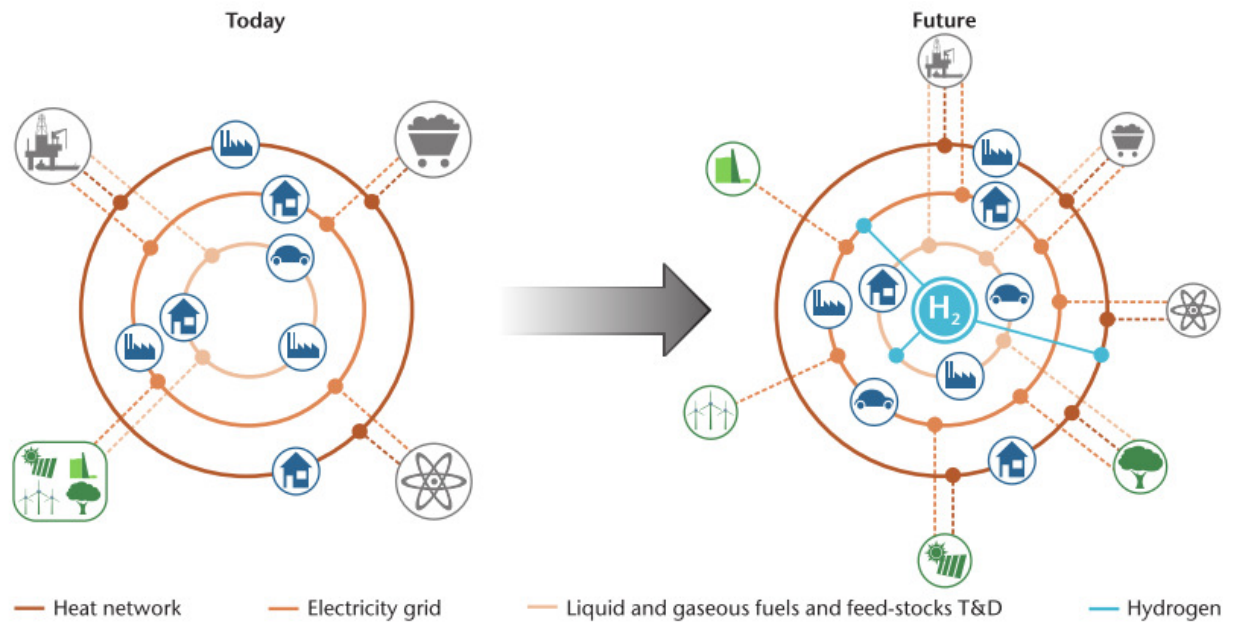 Today
Future
H₂
Heat network
Electricity grid
Liquid and gaseous fuels and feed-stocks T&D
Hydrogen